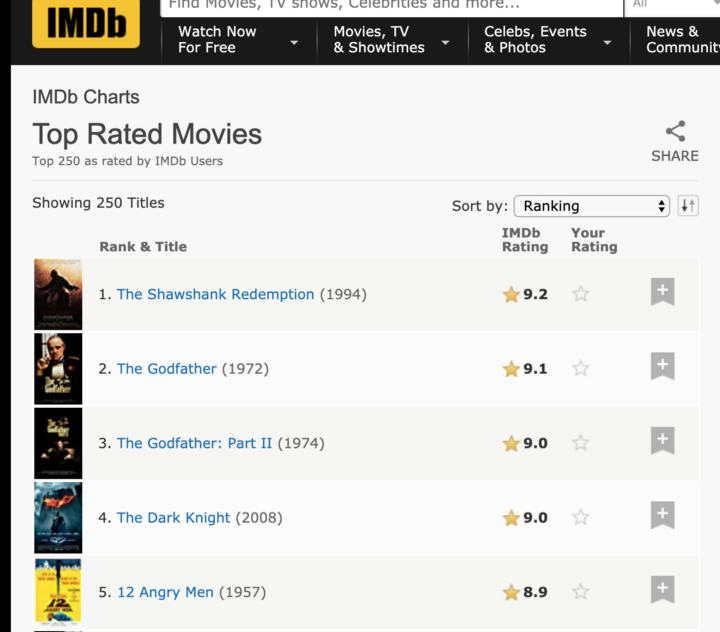 IMDb
Find Movies, TV shows, Celebrities and more...
All
Watch Now
For Free
Movies, TV
& Showtimes
Celeb, Events
& Photos
News &
Community
IMDb Charts
Top Rated Movies
Top 250 as rated by IMDb Users
SHARE
Showing 250 Titles
Sort by: Ranking
Rank & Title
IMDb
Rating
Your
Rating
1. The Shawshank Redemption (1994) 9.2
2. The Godfather (1972) 9.1
3. The Godfather: Part II (1974) 9.0
4. The Dark Knight (2008) 9.0
5. 12 Angry Men (1957) 8.9